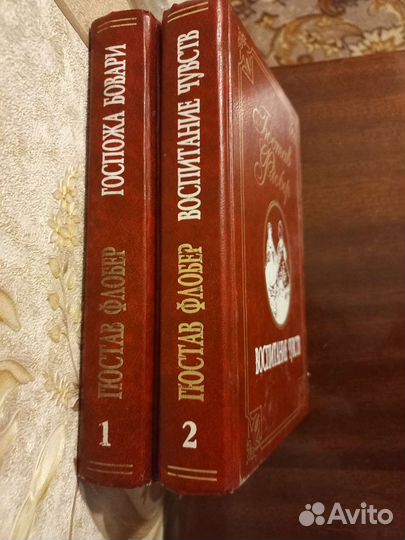 1 ГЮСТАВ ФЛОБЕР ГОСПОЖА БОВАРИ
2 ГЮСТАВ ФЛОБЕР ВОСПИТАНИЕ ЧУВСТВ
Гюстав
Флобер
ВОСПИТАНИЕ ЧУВСТВ
Avito